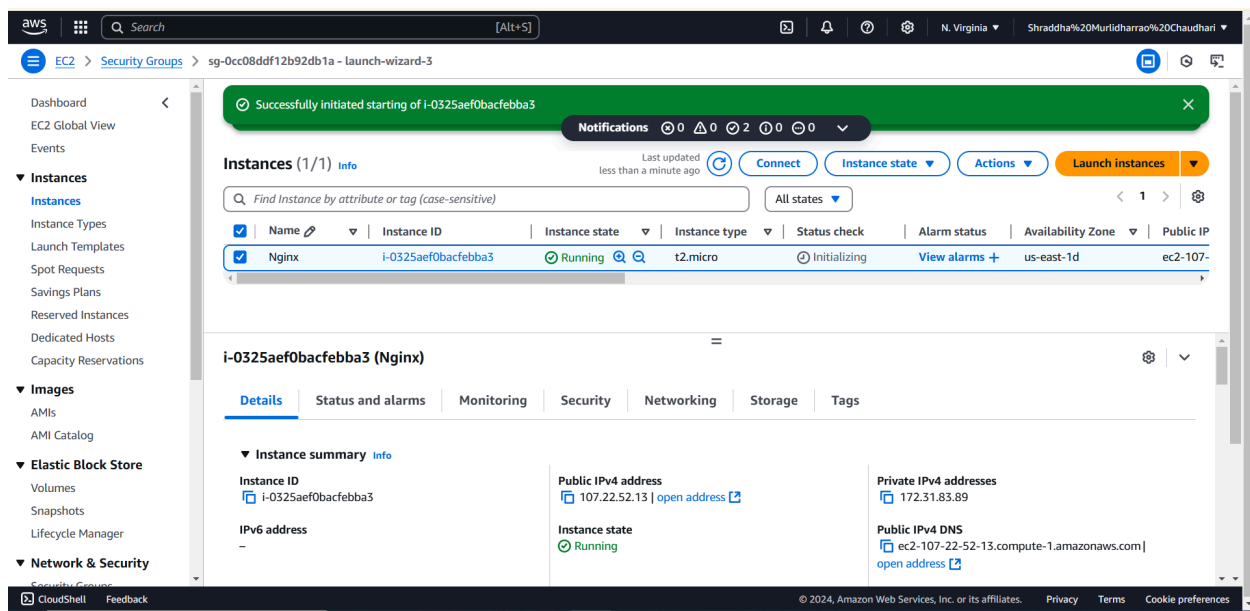 aws Search [Alt+S] N. Virginia Shraddha%20Murlidharrao%20Chaudhari
EC2 > Security Groups > sg-0cc08ddf12b92db1a - launch-wizard-3
Dashboard
EC2 Global View
Events
Instances
Instances
Instance Types
Launch Templates
Spot Requests
Savings Plans
Reserved Instances
Dedicated Hosts
Capacity Reservations
Images
AMIs
AMI Catalog
Elastic Block Store
Volumes
Snapshots
Lifecycle Manager
Network & Security
Security Groups
Successfully initiated starting of i-0325aef0bacfebba3
Notifications 0 0 2 0 0
Instances (1/1) Info
Last updated
less than a minute ago
Connect Instance state Actions Launch instances
Find Instance by attribute or tag (case-sensitive) All states 1
Name Instance ID Instance state Instance type Status check Alarm status Availability Zone Public IP
Nginx i-0325aef0bacfebba3 Running t2.micro Initializing View alarms + us-east-1d ec2-107-
i-0325aef0bacfebba3 (Nginx)
Details Status and alarms Monitoring Security Networking Storage Tags
Instance summary Info
Instance ID
i-0325aef0bacfebba3
Public IPv4 address
107.22.52.13 | open address
Private IPv4 addresses
172.31.83.89
IPv6 address
–
Instance state
Running
Public IPv4 DNS
ec2-107-22-52-13.compute-1.amazonaws.com |
open address
CloudShell Feedback © 2024, Amazon Web Services, Inc. or its affiliates. Privacy Terms Cookie preferences